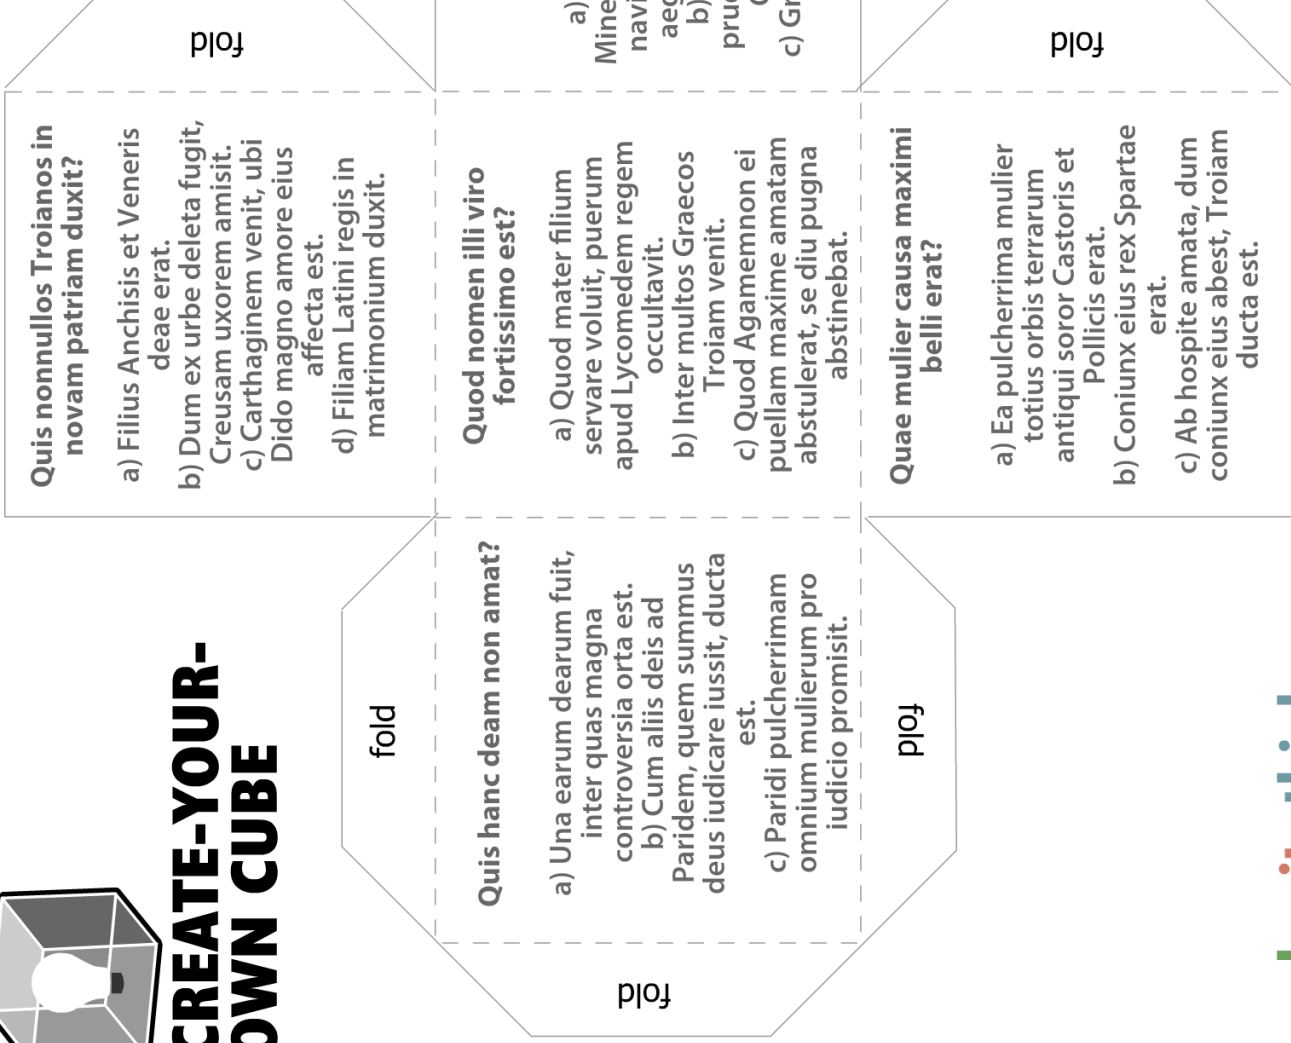 fold
a)
Mine
navi
aeg
b)
pruc
c) Gr
fold
Quis nonnullos Troianos in
novam patriam duxit?
a) Filius Anchisis et Veneris
deae erat.
b) Dum ex urbe deleta fugit,
Creusam uxorem amisit.
c) Carthaginem venit, ubi
Didо magno amore eius
affecta est.
d) Filiam Latini regis in
matrimonium duxit.
Quod nomen illi viro
fortissimo est?
a) Quod mater filium
servare voluit, puerum
apud Lycomedem regem
occultavit.
b) Inter multos Graecos
Troiam venit.
c) Quod Agamemnon ei
puellam maxime amatam
abstulerat, se diu pugna
abstinebat.
Quae mulier causa maximi
belli erat?
a) Ea pulcherrima mulier
totius orbis terrarum
antiqui soror Castoris et
Pollicis erat.
b) Coniunx eius rex Spartae
erat.
c) Ab hospite amata, dum
coniunx eius abest, Troiam
ducta est.
Quis hanc deam non amat?
a) Una earum dearum fuit,
inter quas magna
controversia orta est.
b) Cum aliis deis ad
Paridem, quem summus
deus iudicare iussit, ducta
est.
c) Paridi pulcherrimam
omnium mulierum pro
iudicio promisit.
fold
fold
fold
CREATE-YOUR-
OWN CUBE